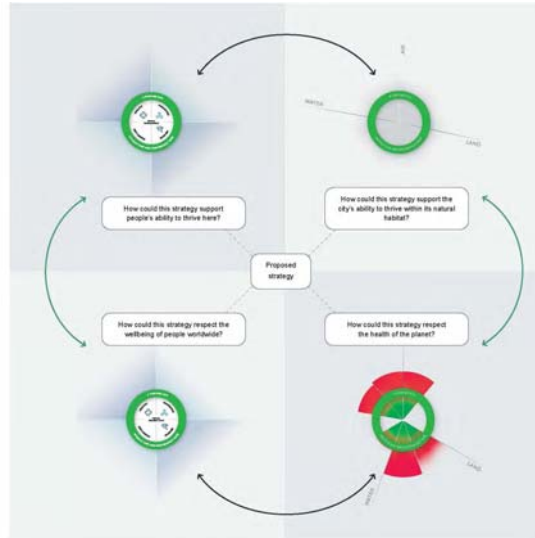 AIR
WATER
LAND
How could this strategy support
people's ability to thrive here?
How could this strategy support the
city's ability to thrive within its natural
habitat?
Proposed
strategy
How could this strategy respect the
wellbeing of people worldwide?
How could this strategy respect
the health of the planet?
LAND
WATER